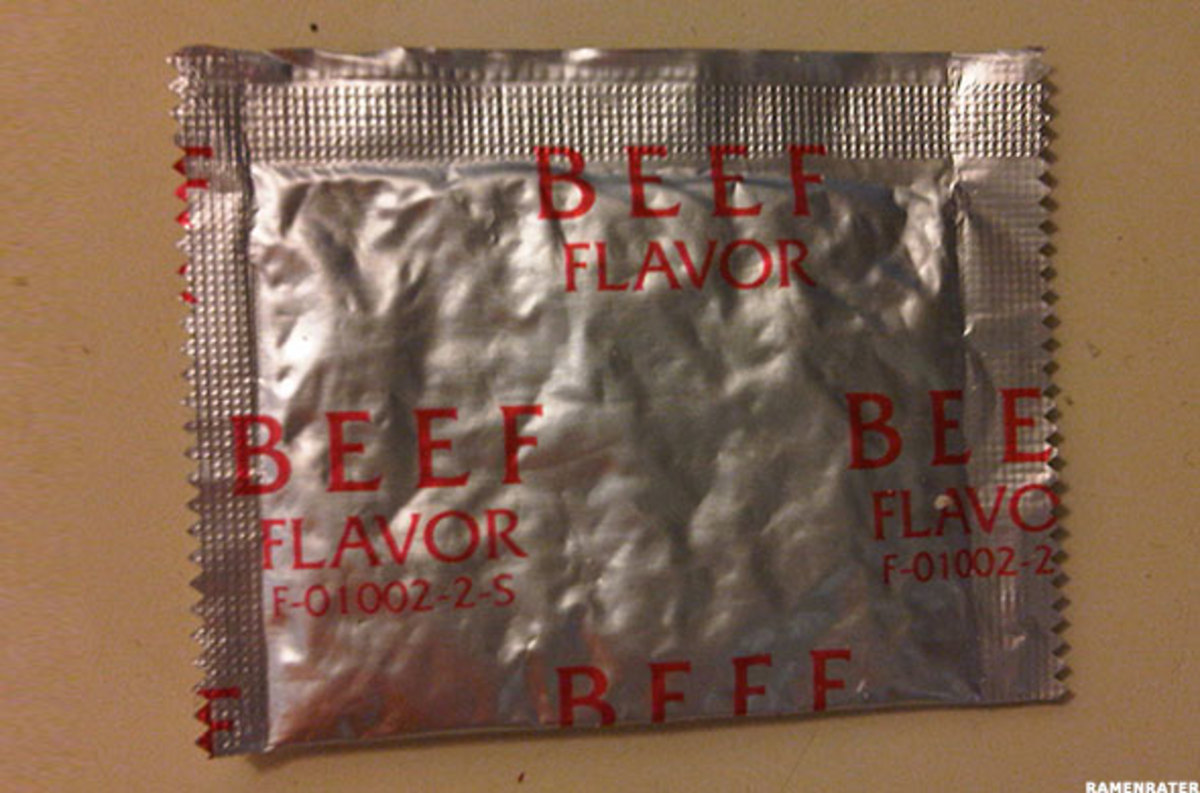 BEEF
FLAVOR
BEEF
FLAVOR
F-01002-2-S
BEE
FLAVO
F-01002-2
BEEF
RAMENRATER